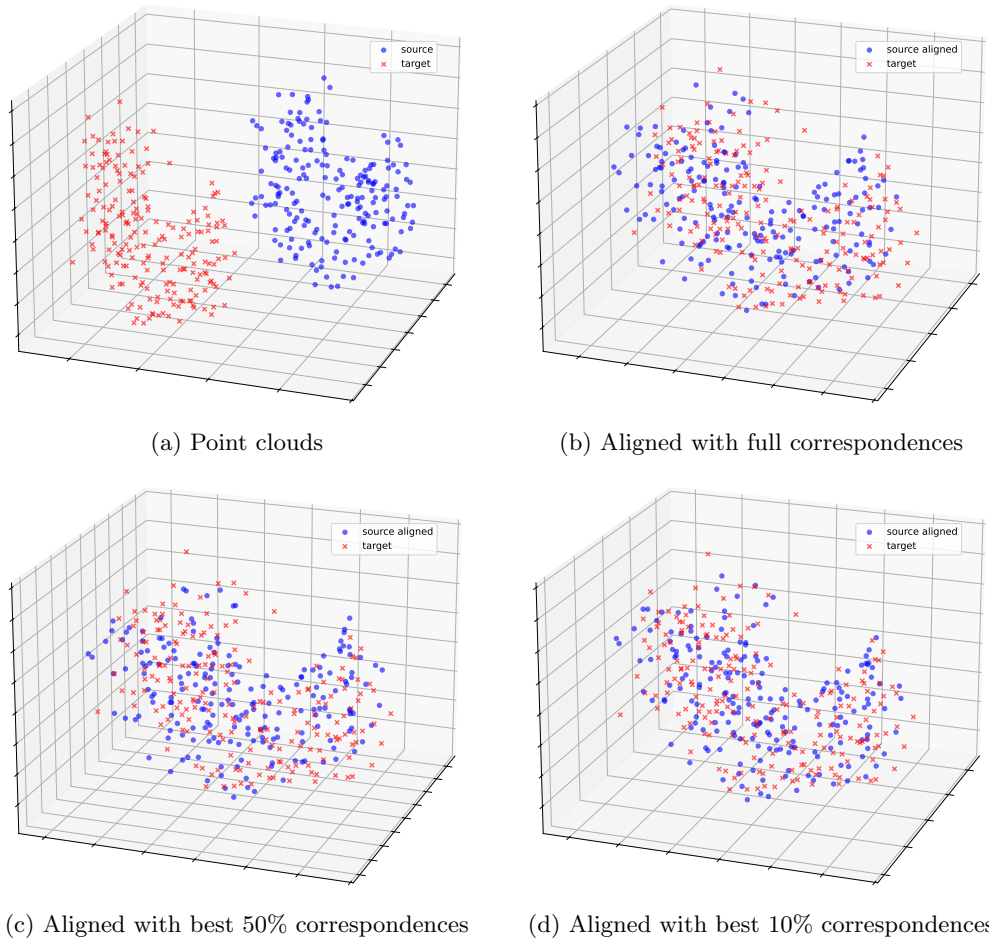 source
target
source aligned
target
(a) Point clouds
(b) Aligned with full correspondences
source aligned
target
source aligned
target
(c) Aligned with best 50% correspondences
(d) Aligned with best 10% correspondences